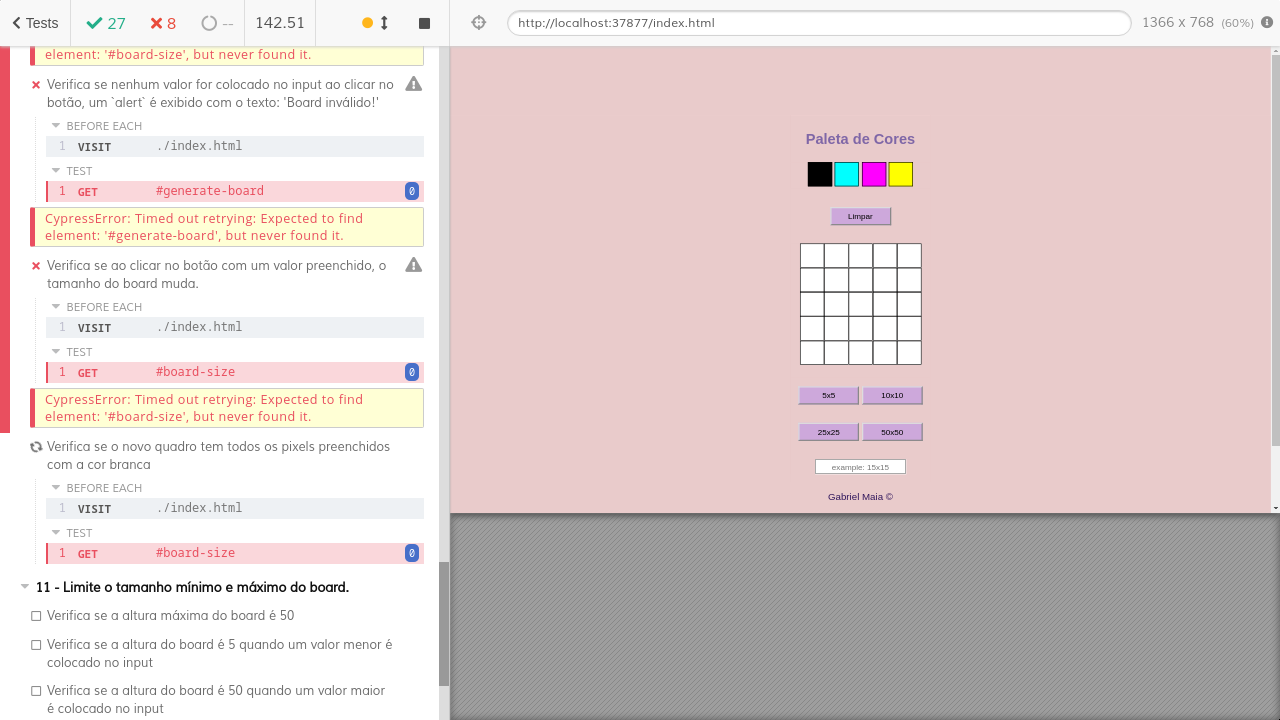 Tests
27
8
--
142.51
http://localhost:37877/index.html
1366 x 768 (60%)
element: '#board-size', but never found it.
Verifica se nenhum valor for colocado no input ao clicar no
botão, um `alert` é exibido com o texto: 'Board inválido!'
BEFORE EACH
1 VISIT ./index.html
TEST
1 GET #generate-board 0
CypressError: Timed out retrying: Expected to find
element: '#generate-board', but never found it.
Verifica se ao clicar no botão com um valor preenchido, o
tamanho do board muda.
BEFORE EACH
1 VISIT ./index.html
TEST
1 GET #board-size 0
CypressError: Timed out retrying: Expected to find
element: '#board-size', but never found it.
Verifica se o novo quadro tem todos os pixels preenchidos
com a cor branca
BEFORE EACH
1 VISIT ./index.html
TEST
1 GET #board-size 0
11 - Limite o tamanho mínimo e máximo do board.
Verifica se a altura máxima do board é 50
Verifica se a altura do board é 5 quando um valor menor é
colocado no input
Verifica se a altura do board é 50 quando um valor maior
é colocado no input
Paleta de Cores
Limpar
5x5
10x10
25x25
50x50
example: 15x15
Gabriel Maia ©